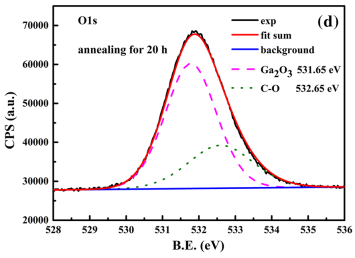 O1s
annealing for 20 h
(d)
exp
fit sum
background
Ga₂O₃ 531.65 eV
C-O 532.65 eV
CPS (a.u.)
70000
60000
50000
40000
30000
20000
528 529 530 531 532 533 534 535 536
B.E. (eV)